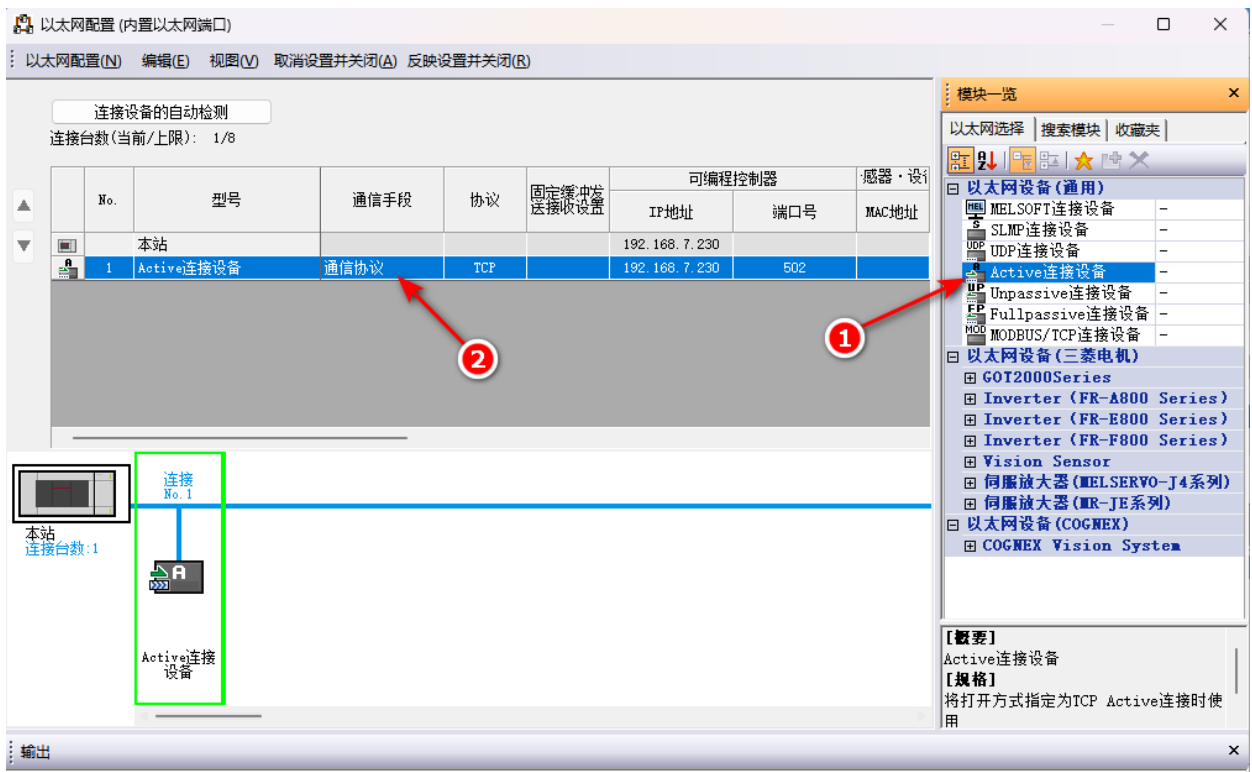 以太网配置 (内置以太网端口)
以太网配置(N) 编辑(E) 视图(V) 取消设置并关闭(A) 反映设置并关闭(R)
连接设备的自动检测
连接台数(当前/上限): 1/8
No. 型号 通信手段 协议 固定缓冲发送接收设置 可编程控制器 感器・设
IP地址 端口号 MAC地址
本站 192.168.7.230
1 Active连接设备 通信协议 TCP 192.168.7.230 502
2
1
本站
连接台数:1
连接
No.1
A
Active连接
设备
模块一览
以太网选择 搜索模块 收藏夹
以太网设备(通用)
MELSOFT连接设备 –
SLMP连接设备 –
UDP连接设备 –
Active连接设备 –
Unpassive连接设备 –
Fullpassive连接设备 –
MODBUS/TCP连接设备 –
以太网设备(三菱电机)
GOT2000Series
Inverter (FR-A800 Series)
Inverter (FR-E800 Series)
Inverter (FR-F800 Series)
Vision Sensor
伺服放大器(MELSERVO-J4系列)
伺服放大器(MR-JE系列)
以太网设备(COGNEX)
COGNEX Vision System
[概要]
Active连接设备
[规格]
将打开方式指定为TCP Active连接时使
用
输出